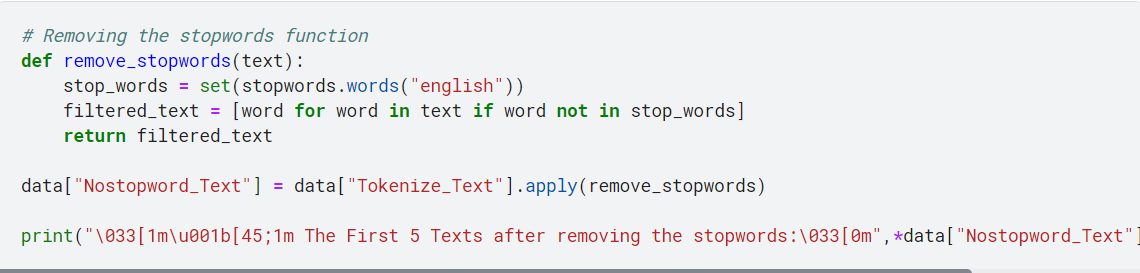 # Removing the stopwords function
def remove_stopwords(text):
    stop_words = set(stopwords.words("english"))
    filtered_text = [word for word in text if word not in stop_words]
    return filtered_text
data["Nostopword_Text"] = data["Tokenize_Text"].apply(remove_stopwords)
print("\033[1m\u001b[45;1m The First 5 Texts after removing the stopwords:\033[0m",*data["Nostopword_Text"]